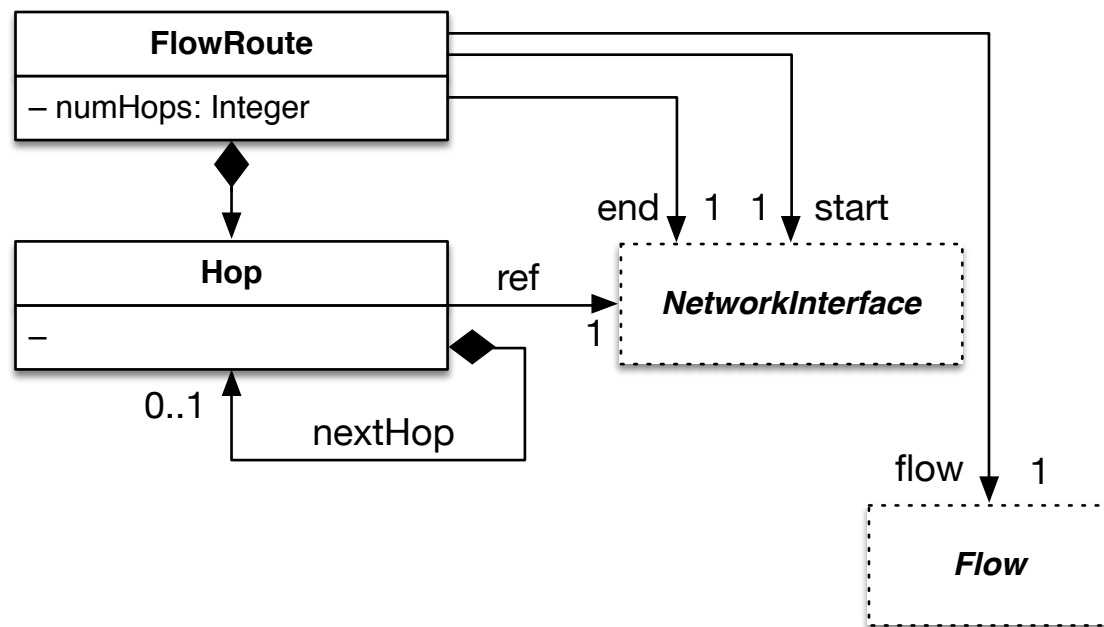 FlowRoute
– numHops: Integer
end 1 1 start
Hop
ref
NetworkInterface
–
1
0..1
nextHop
flow 1
Flow